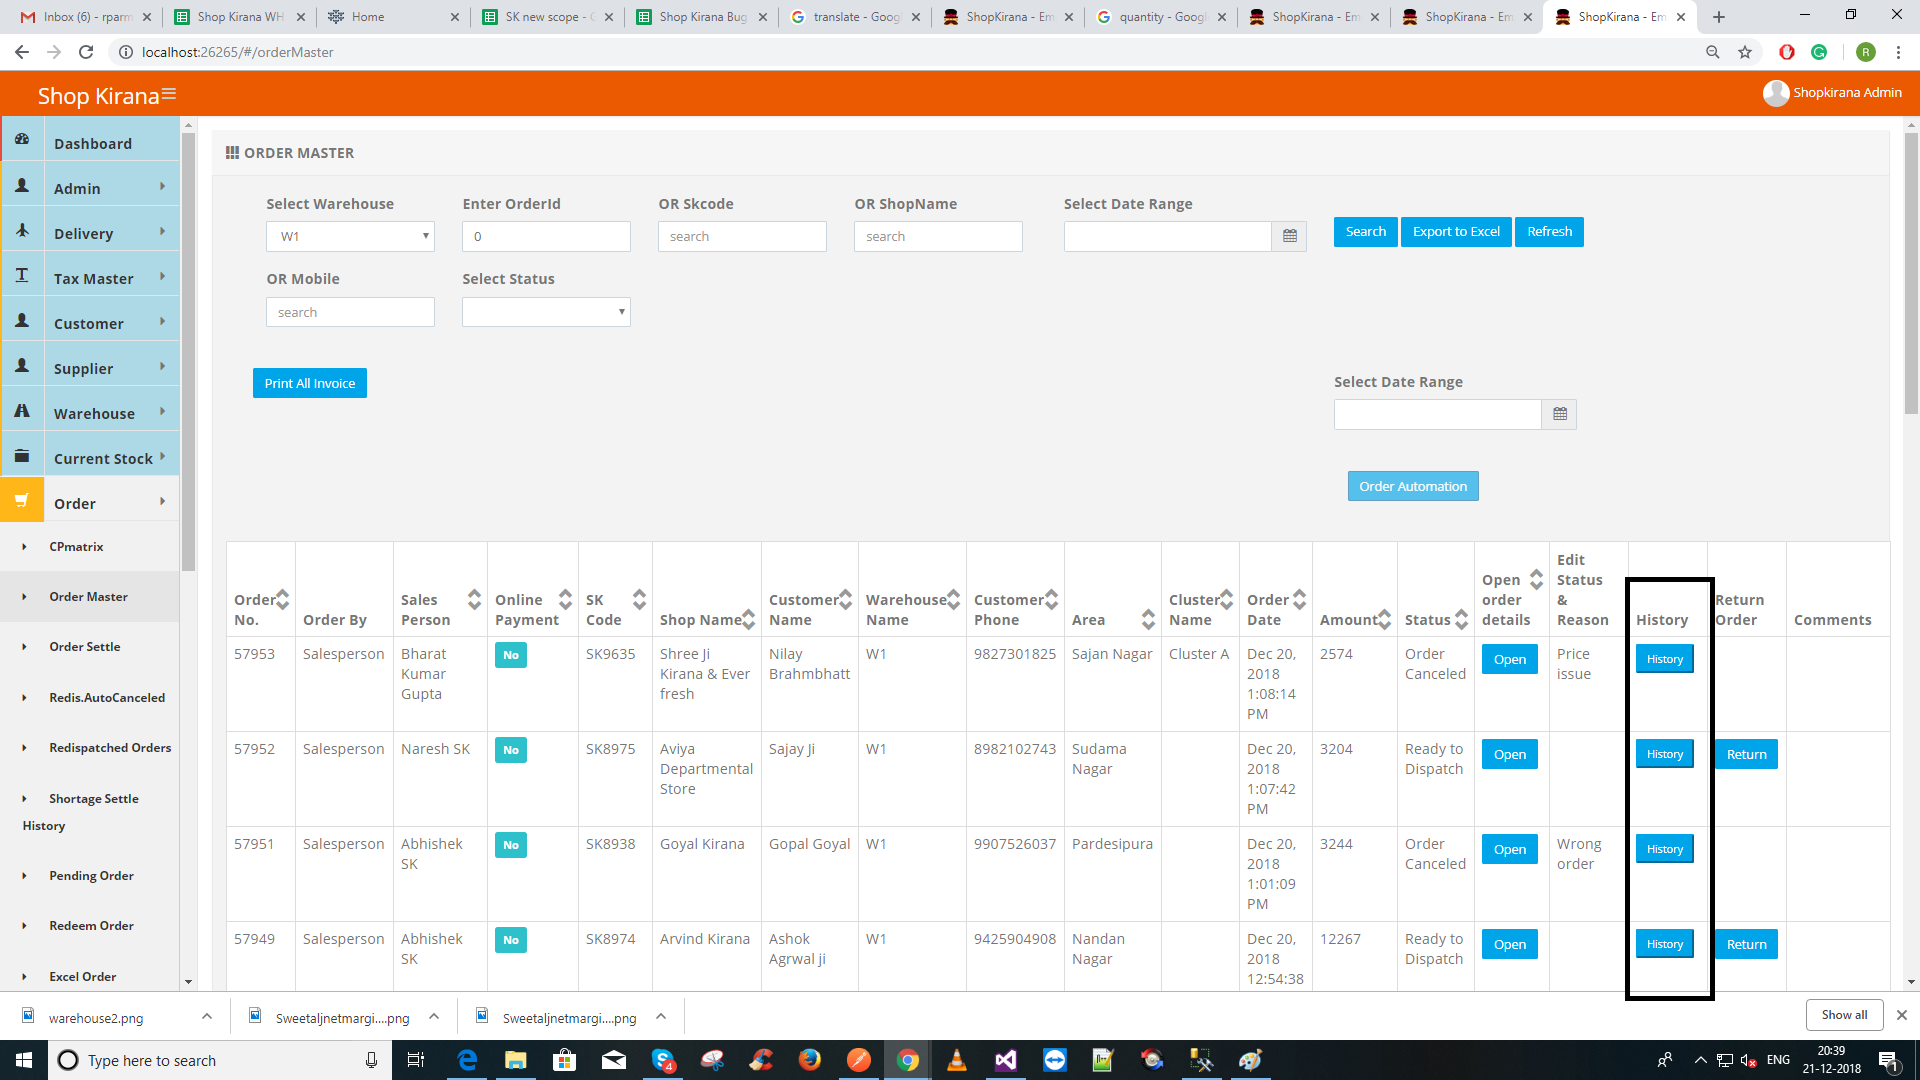 Inbox (6) - rparm
Shop Kirana WH
Home
SK new scope - G
Shop Kirana Bug
translate - Googl
ShopKirana - Em
quantity - Googl
ShopKirana - Em
ShopKirana - Em
ShopKirana - Em
localhost:26265/#/orderMaster
R
Shop Kirana
Shopkirana Admin
Dashboard
Admin
Delivery
Tax Master
Customer
Supplier
Warehouse
Current Stock
Order
CPmatrix
Order Master
Order Settle
Redis.AutoCanceled
Redispatched Orders
Shortage Settle
History
Pending Order
Redeem Order
Excel Order
ORDER MASTER
Select Warehouse
Enter OrderId
OR Skcode
OR ShopName
Select Date Range
W1
0
search
search
Search
Export to Excel
Refresh
OR Mobile
Select Status
search
Print All Invoice
Select Date Range
Order Automation
Order No.
Order By
Sales Person
Online Payment
SK Code
Shop Name
Customer Name
Warehouse Name
Customer Phone
Area
Cluster Name
Order Date
Amount
Status
Open order details
Edit Status & Reason
History
Return Order
Comments
57953 Salesperson Bharat Kumar Gupta No SK9635 Shree Ji Kirana & Ever fresh Nilay Brahmbhatt W1 9827301825 Sajan Nagar Cluster A Dec 20, 2018 1:08:14 PM 2574 Order Canceled Open Price issue History
57952 Salesperson Naresh SK No SK8975 Aviya Departmental Store Sajay Ji W1 8982102743 Sudama Nagar Dec 20, 2018 1:07:42 PM 3204 Ready to Dispatch Open History Return
57951 Salesperson Abhishek SK No SK8938 Goyal Kirana Gopal Goyal W1 9907526037 Pardesipura Dec 20, 2018 1:01:09 PM 3244 Order Canceled Open Wrong order History
57949 Salesperson Abhishek SK No SK8974 Arvind Kirana Ashok Agrwal ji W1 9425904908 Nandan Nagar Dec 20, 2018 12:54:38 12267 Ready to Dispatch Open History Return
warehouse2.png
Sweetaljnetmargi....png
Sweetaljnetmargi....png
Show all
Type here to search
4
ENG
20:39
21-12-2018
1